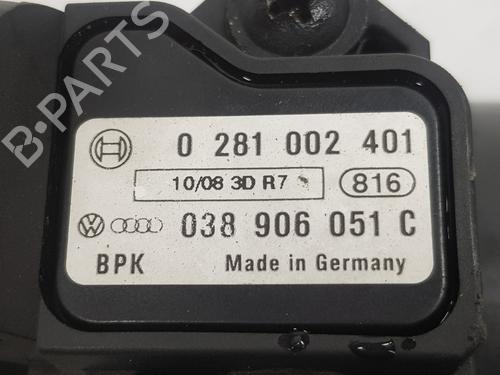 B-PARTS
0 281 002 401
10/08 3D R7 816
038 906 051 C
BPK Made in Germany